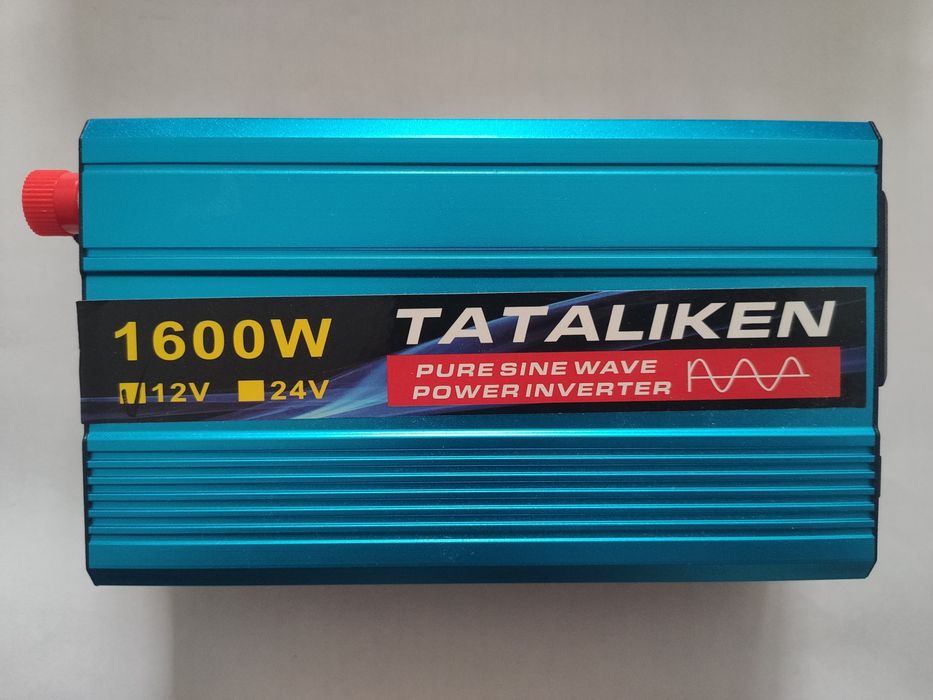 1600W
12V 24V
TATALIKEN
PURE SINE WAVE
POWER INVERTER